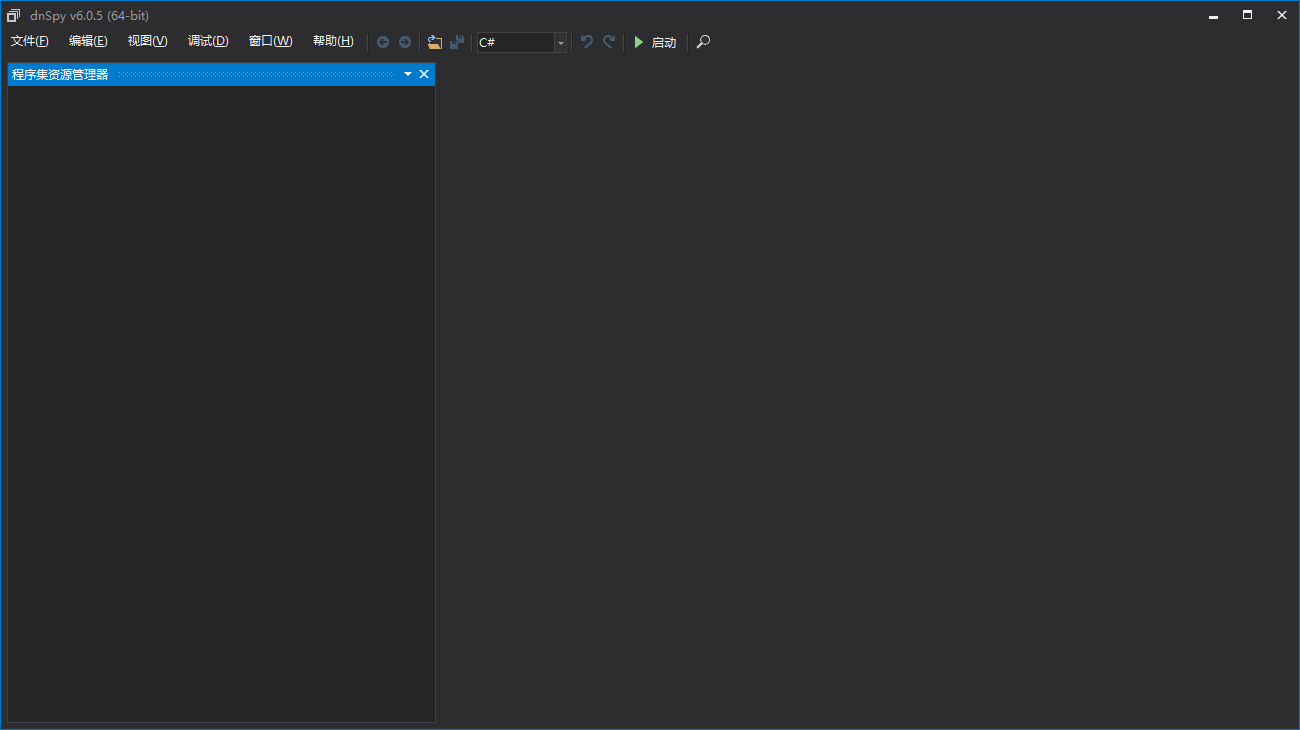 dnSpy v6.0.5 (64-bit)
文件(F) 编辑(E) 视图(V) 调试(D) 窗口(W) 帮助(H) C# 启动
程序集资源管理器